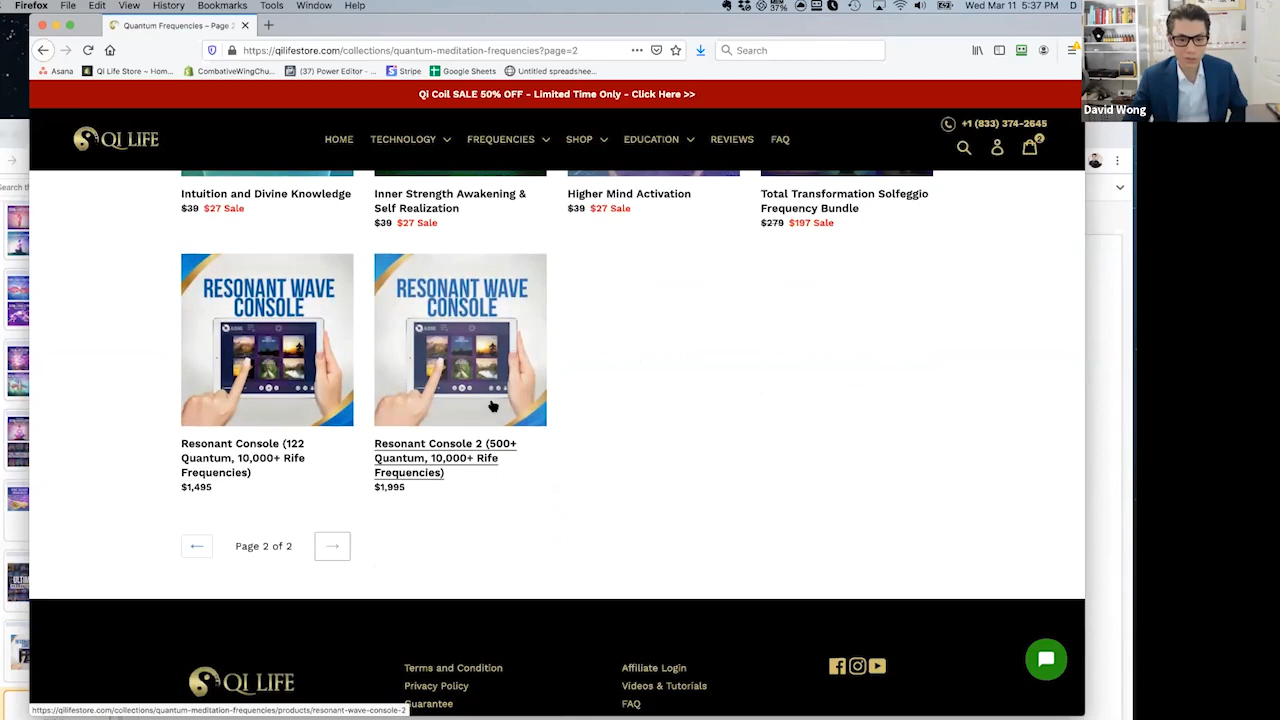 Firefox File Edit View History Bookmarks Tools Window Help
Wed Mar 11 5:37 PM D
Quantum Frequencies – Page 2
https://qilifestore.com/collections/quantum-meditation-frequencies?page=2
Search
Asana
Qi Life Store ~ Hom...
CombativeWingChu...
(37) Power Editor - ...
Stripe
Google Sheets
Untitled spreadshee...
David Wong
Qi Coil SALE 50% OFF - Limited Time Only - Click Here >>
+1 (833) 374-2645
QI LIFE
HOME TECHNOLOGY FREQUENCIES SHOP EDUCATION REVIEWS FAQ
2
Search th
Intuition and Divine Knowledge
$39 $27 Sale
Inner Strength Awakening &
Self Realization
$39 $27 Sale
Higher Mind Activation
$39 $27 Sale
Total Transformation Solfeggio
Frequency Bundle
$279 $197 Sale
RESONANT WAVE
CONSOLE
RESONANT WAVE
CONSOLE
Resonant Console (122
Quantum, 10,000+ Rife
Frequencies)
$1,495
Resonant Console 2 (500+
Quantum, 10,000+ Rife
Frequencies)
$1,995
← Page 2 of 2 →
QI LIFE
Terms and Condition
Privacy Policy
Guarantee
Affiliate Login
Videos & Tutorials
FAQ
https://qilifestore.com/collections/quantum-meditation-frequencies/products/resonant-wave-console-2